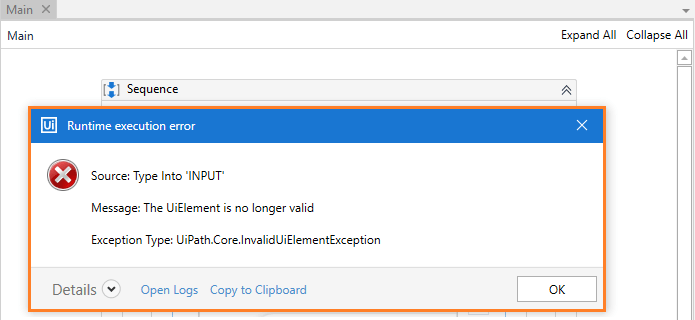 Main
Main
Expand All Collapse All
Sequence
Ui Runtime execution error
Source: Type Into 'INPUT'
Message: The UiElement is no longer valid
Exception Type: UiPath.Core.InvalidUiElementException
Details Open Logs Copy to Clipboard OK